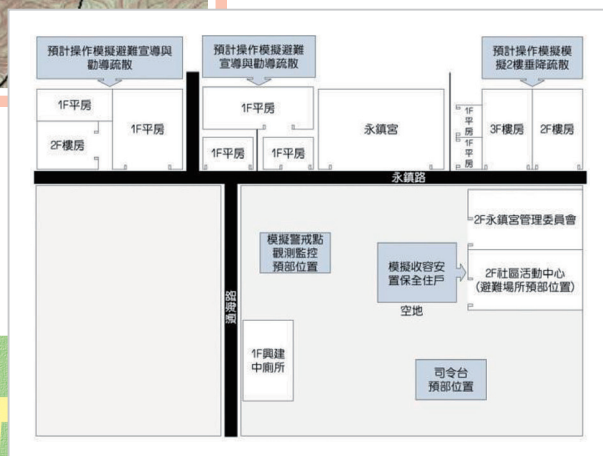 預計操作模擬避難宣導與
勸導疏散
預計操作模擬避難
宣導與勸導疏散
預計操作模擬模
擬2樓垂降疏散
1F平房
2F樓房
1F平房
1F平房
1F平房
1F平房
永鎮宮
1F
平
房
1F
平
房
3F樓房
2F樓房
永鎮路
通海路
模擬警戒點
觀測監控
預部位置
模擬收容安
置保全住戶
空地
2F永鎮宮管理委員會
2F社區活動中心
(避難場所預部位置)
1F興建
中廁所
司令台
預部位置